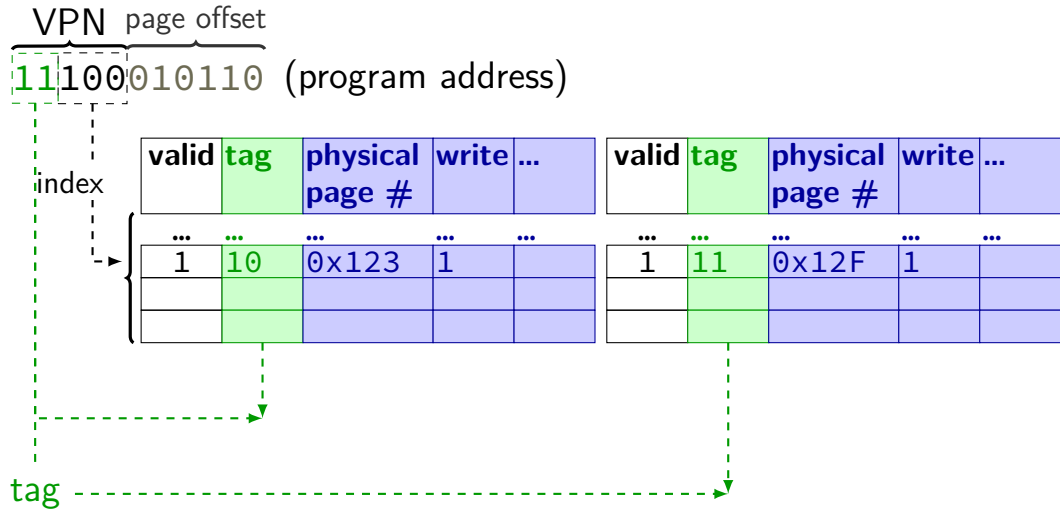 VPN page offset
11100010110 (program address)
index
valid tag physical page # write ... valid tag physical page # write ...
... ... ... ... ... ... ... ... ... ...
1 10 0x123 1 1 11 0x12F 1
tag